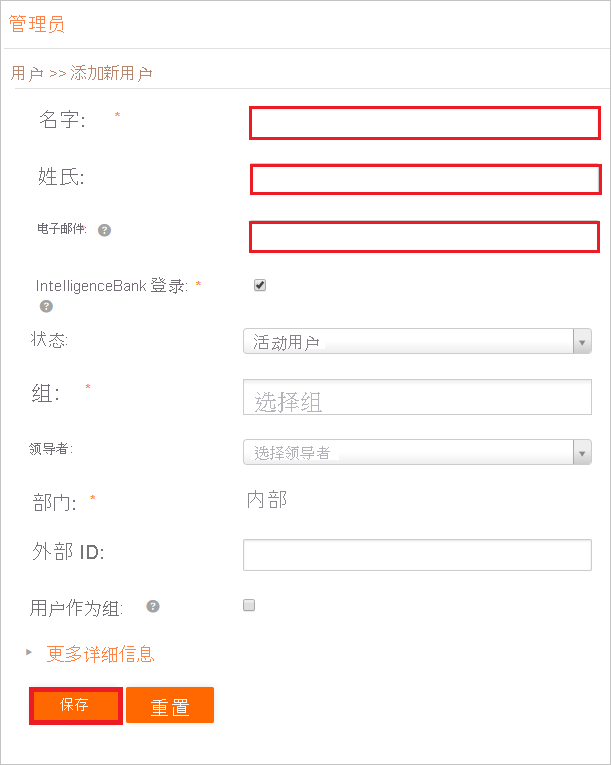 管理员
用户 >> 添加新用户
名字: *
姓氏:
电子邮件: ?
IntelligenceBank 登录: *
?
状态: 活动用户
组: * 选择组
领导者: 选择领导者
部门: * 内部
外部 ID:
用户作为组: ?
更多详细信息
保存 重置